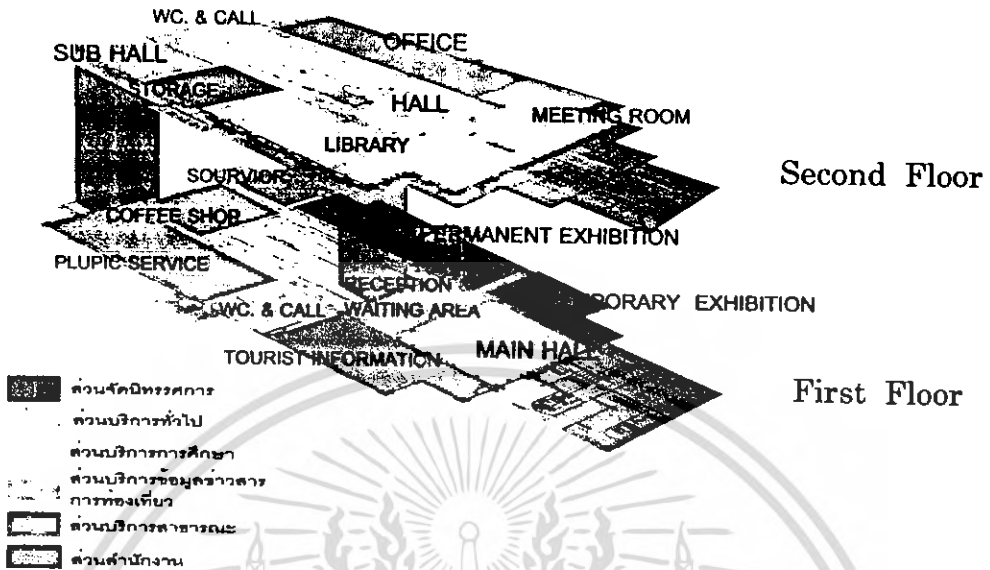 WC. & CALL
OFFICE
SUB HALL
STORAGE
HALL
MEETING ROOM
LIBRARY
SOURVIOR
Second Floor
COFFEE SHOP
PERMANENT EXHIBITION
PLUPIC SERVICE
RECEPTION &
WAITING AREA
WC. & CALL
PORARY EXHIBITION
TOURIST INFORMATION
MAIN HALL
First Floor
ส่วนจัดนิทรรศการ
ส่วนบริการทั่วไป
ส่วนบริการการศึกษา
ส่วนบริการข้อมูลข่าวสาร
การท่องเที่ยว
ส่วนบริการสาธารณะ
ส่วนสำนักงาน